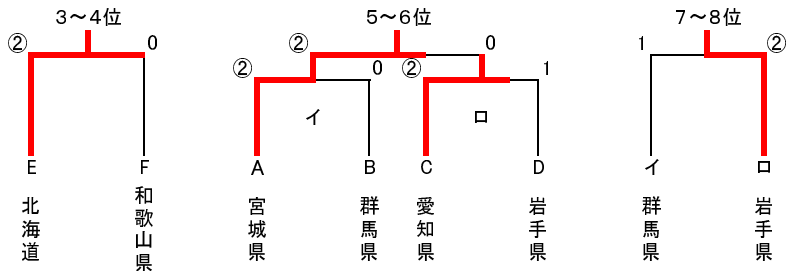 3～4位
② 0
E F
北海道 和歌山県
5～6位
② 0
② 0 ② 1
イ ロ
A B C D
宮城県 群馬県 愛知県 岩手県
7～8位
1 ②
イ ロ
群馬県 岩手県